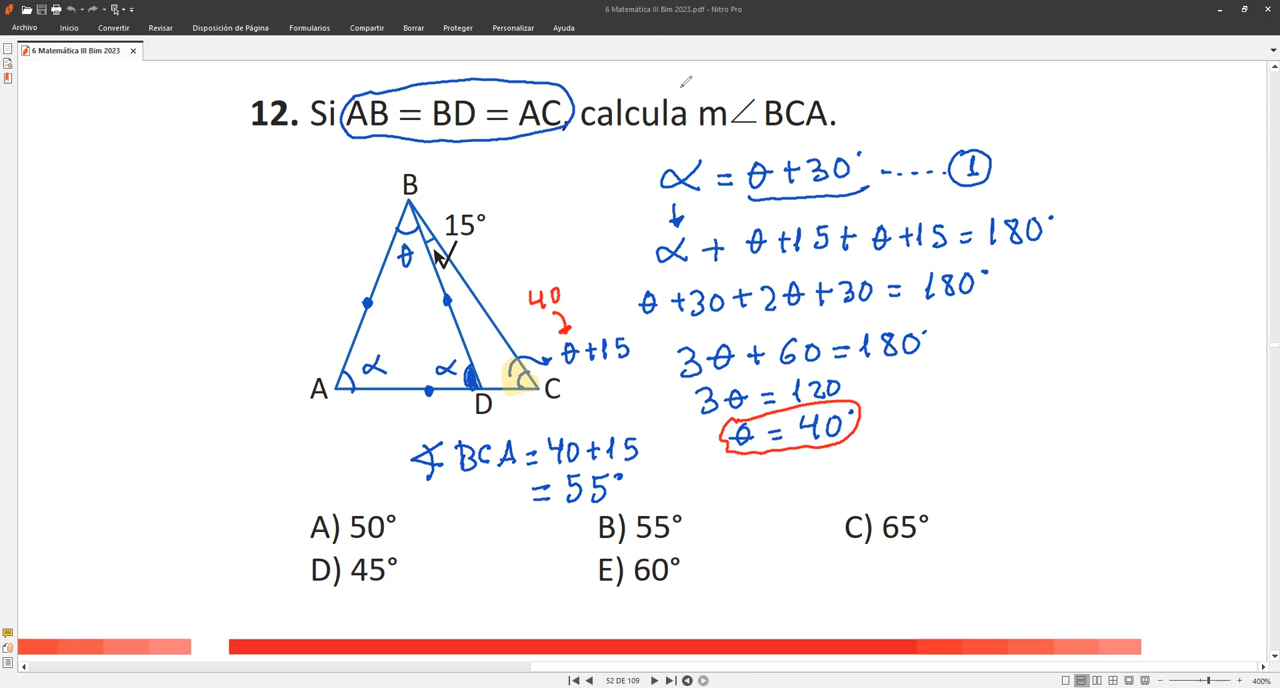 6 Matemática III Bim 2023.pdf - Nitro Pro
Archivo Inicio Convertir Revisar Disposición de Página Formularios Compartir Borrar Proteger Personalizar Ayuda
6 Matemática III Bim 2023
12. Si AB = BD = AC, calcula m∠BCA.
α = θ+30° ..... 1
B
15°
θ
α + θ+15+ θ+15 = 180°
θ+30+2θ+30 = 180°
40
θ+15
3θ + 60 = 180°
A α α D C
3θ = 120
θ = 40°
∢ BCA = 40+15
= 55°
A) 50° B) 55° C) 65°
D) 45° E) 60°
52 DE 109
400%